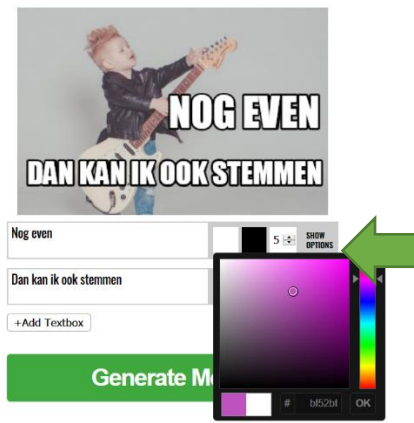 NOG EVEN
DAN KAN IK OOK STEMMEN
Nog even
5
SHOW
OPTIONS
Dan kan ik ook stemmen
+Add Textbox
Generate M
# bf52bf OK